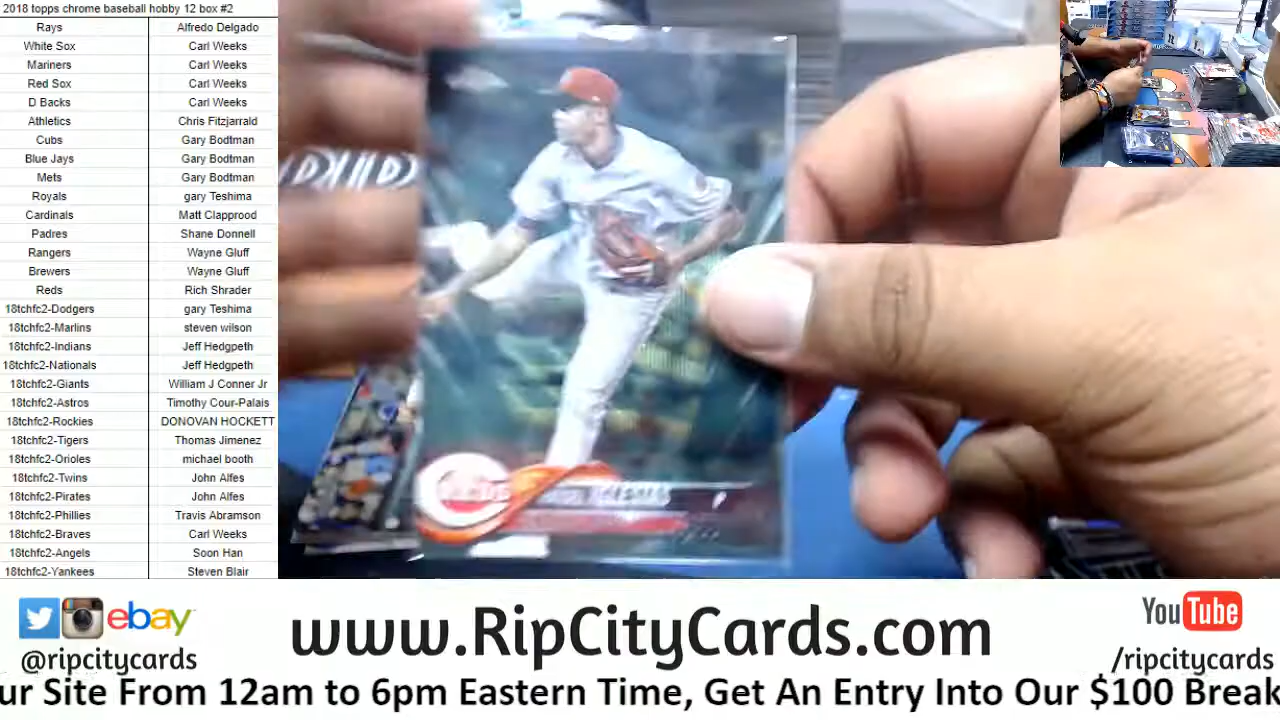 2018 topps chrome baseball hobby 12 box #2
Rays Alfredo Delgado
White Sox Carl Weeks
Mariners Carl Weeks
Red Sox Carl Weeks
D Backs Carl Weeks
Athletics Chris Fitzjarrald
Cubs Gary Bodtman
Blue Jays Gary Bodtman
Mets Gary Bodtman
Royals gary Teshima
Cardinals Matt Clapprood
Padres Shane Donnell
Rangers Wayne Gluff
Brewers Wayne Gluff
Reds Rich Shrader
18tchfc2-Dodgers gary Teshima
18tchfc2-Marlins steven wilson
18tchfc2-Indians Jeff Hedgpeth
18tchfc2-Nationals Jeff Hedgpeth
18tchfc2-Giants William J Conner Jr
18tchfc2-Astros Timothy Cour-Palais
18tchfc2-Rockies DONOVAN HOCKETT
18tchfc2-Tigers Thomas Jimenez
18tchfc2-Orioles michael booth
18tchfc2-Twins John Alfes
18tchfc2-Pirates John Alfes
18tchfc2-Phillies Travis Abramson
18tchfc2-Braves Carl Weeks
18tchfc2-Angels Soon Han
18tchfc2-Yankees Steven Blair
REDS
ebay
@ripcitycards
www.RipCityCards.com
YouTube
/ripcitycards
ur Site From 12am to 6pm Eastern Time, Get An Entry Into Our $100 Break